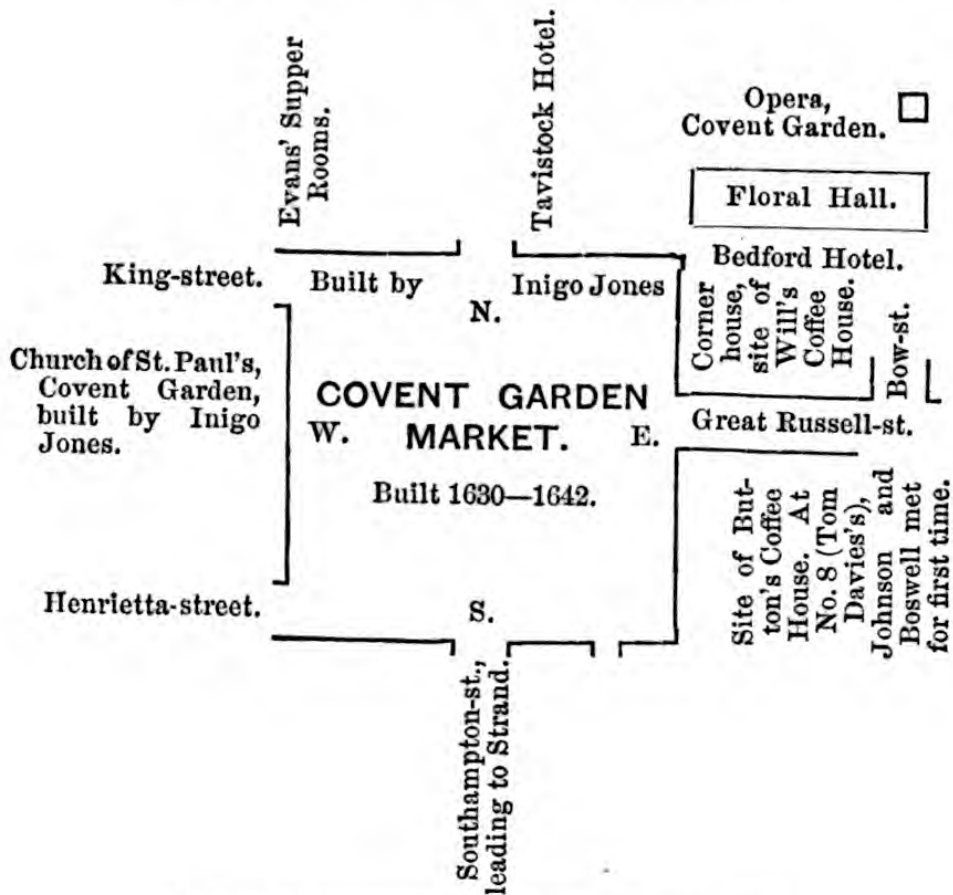 Evans' Supper
Rooms.
Tavistock Hotel.
Opera,
Covent Garden.
Floral Hall.
Bedford Hotel.
King-street.
Built by
Inigo Jones
N.
Corner
house,
site of
Will's
Coffee
House.
Bow-st.
Church of St. Paul's,
Covent Garden,
built by Inigo
Jones.
COVENT GARDEN
W. MARKET. E.
Great Russell-st.
Built 1630—1642.
Site of But-
ton's Coffee
House. At
No. 8 (Tom
Davies's),
Johnson and
Boswell met
for first time.
Henrietta-street.
S.
Southampton-st.,
leading to Strand.